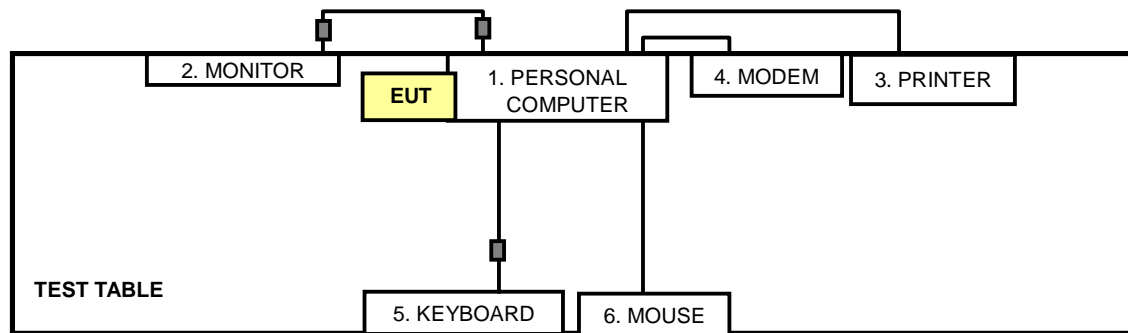 2. MONITOR
EUT
1. PERSONAL
COMPUTER
4. MODEM
3. PRINTER
TEST TABLE
5. KEYBOARD
6. MOUSE